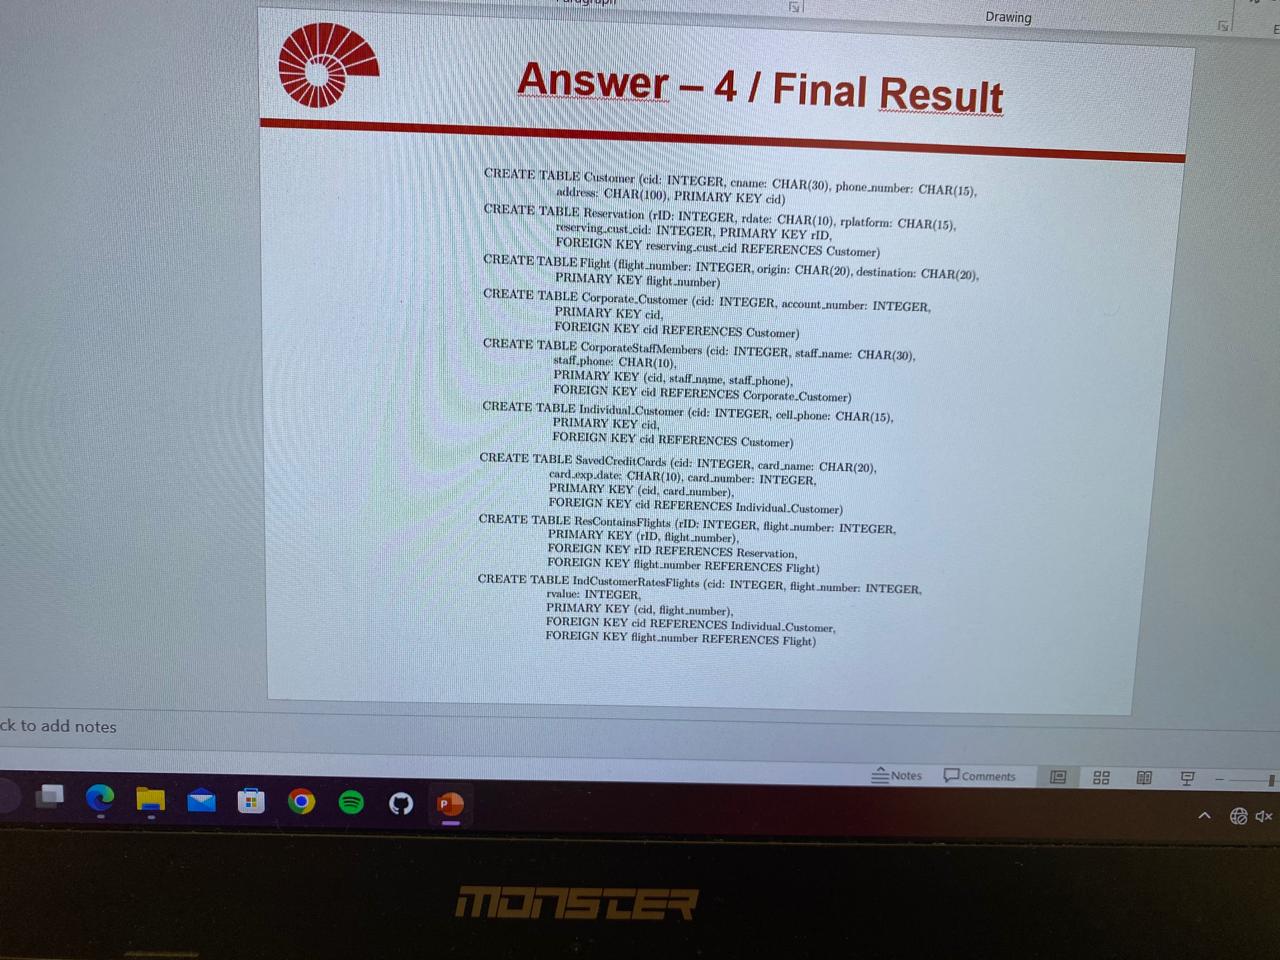 Paragraph
Drawing
Answer – 4 / Final Result
CREATE TABLE Customer (cid: INTEGER, cname: CHAR(30), phone_number: CHAR(15),
address: CHAR(100), PRIMARY KEY cid)
CREATE TABLE Reservation (rID: INTEGER, rdate: CHAR(10), rplatform: CHAR(15),
reserving_cust_cid: INTEGER, PRIMARY KEY rID,
FOREIGN KEY reserving_cust_cid REFERENCES Customer)
CREATE TABLE Flight (flight_number: INTEGER, origin: CHAR(20), destination: CHAR(20),
PRIMARY KEY flight_number)
CREATE TABLE Corporate_Customer (cid: INTEGER, account_number: INTEGER,
PRIMARY KEY cid,
FOREIGN KEY cid REFERENCES Customer)
CREATE TABLE CorporateStaffMembers (cid: INTEGER, staff_name: CHAR(30),
staff_phone: CHAR(10),
PRIMARY KEY (cid, staff_name, staff_phone),
FOREIGN KEY cid REFERENCES Corporate_Customer)
CREATE TABLE Individual_Customer (cid: INTEGER, cell_phone: CHAR(15),
PRIMARY KEY cid,
FOREIGN KEY cid REFERENCES Customer)
CREATE TABLE SavedCreditCards (cid: INTEGER, card_name: CHAR(20),
card_exp_date: CHAR(10), card_number: INTEGER,
PRIMARY KEY (cid, card_number),
FOREIGN KEY cid REFERENCES Individual_Customer)
CREATE TABLE ResContainsFlights (rID: INTEGER, flight_number: INTEGER,
PRIMARY KEY (rID, flight_number),
FOREIGN KEY rID REFERENCES Reservation,
FOREIGN KEY flight_number REFERENCES Flight)
CREATE TABLE IndCustomerRatesFlights (cid: INTEGER, flight_number: INTEGER,
rvalue: INTEGER,
PRIMARY KEY (cid, flight_number),
FOREIGN KEY cid REFERENCES Individual_Customer,
FOREIGN KEY flight_number REFERENCES Flight)
ck to add notes
Notes
Comments
P
MONSTER